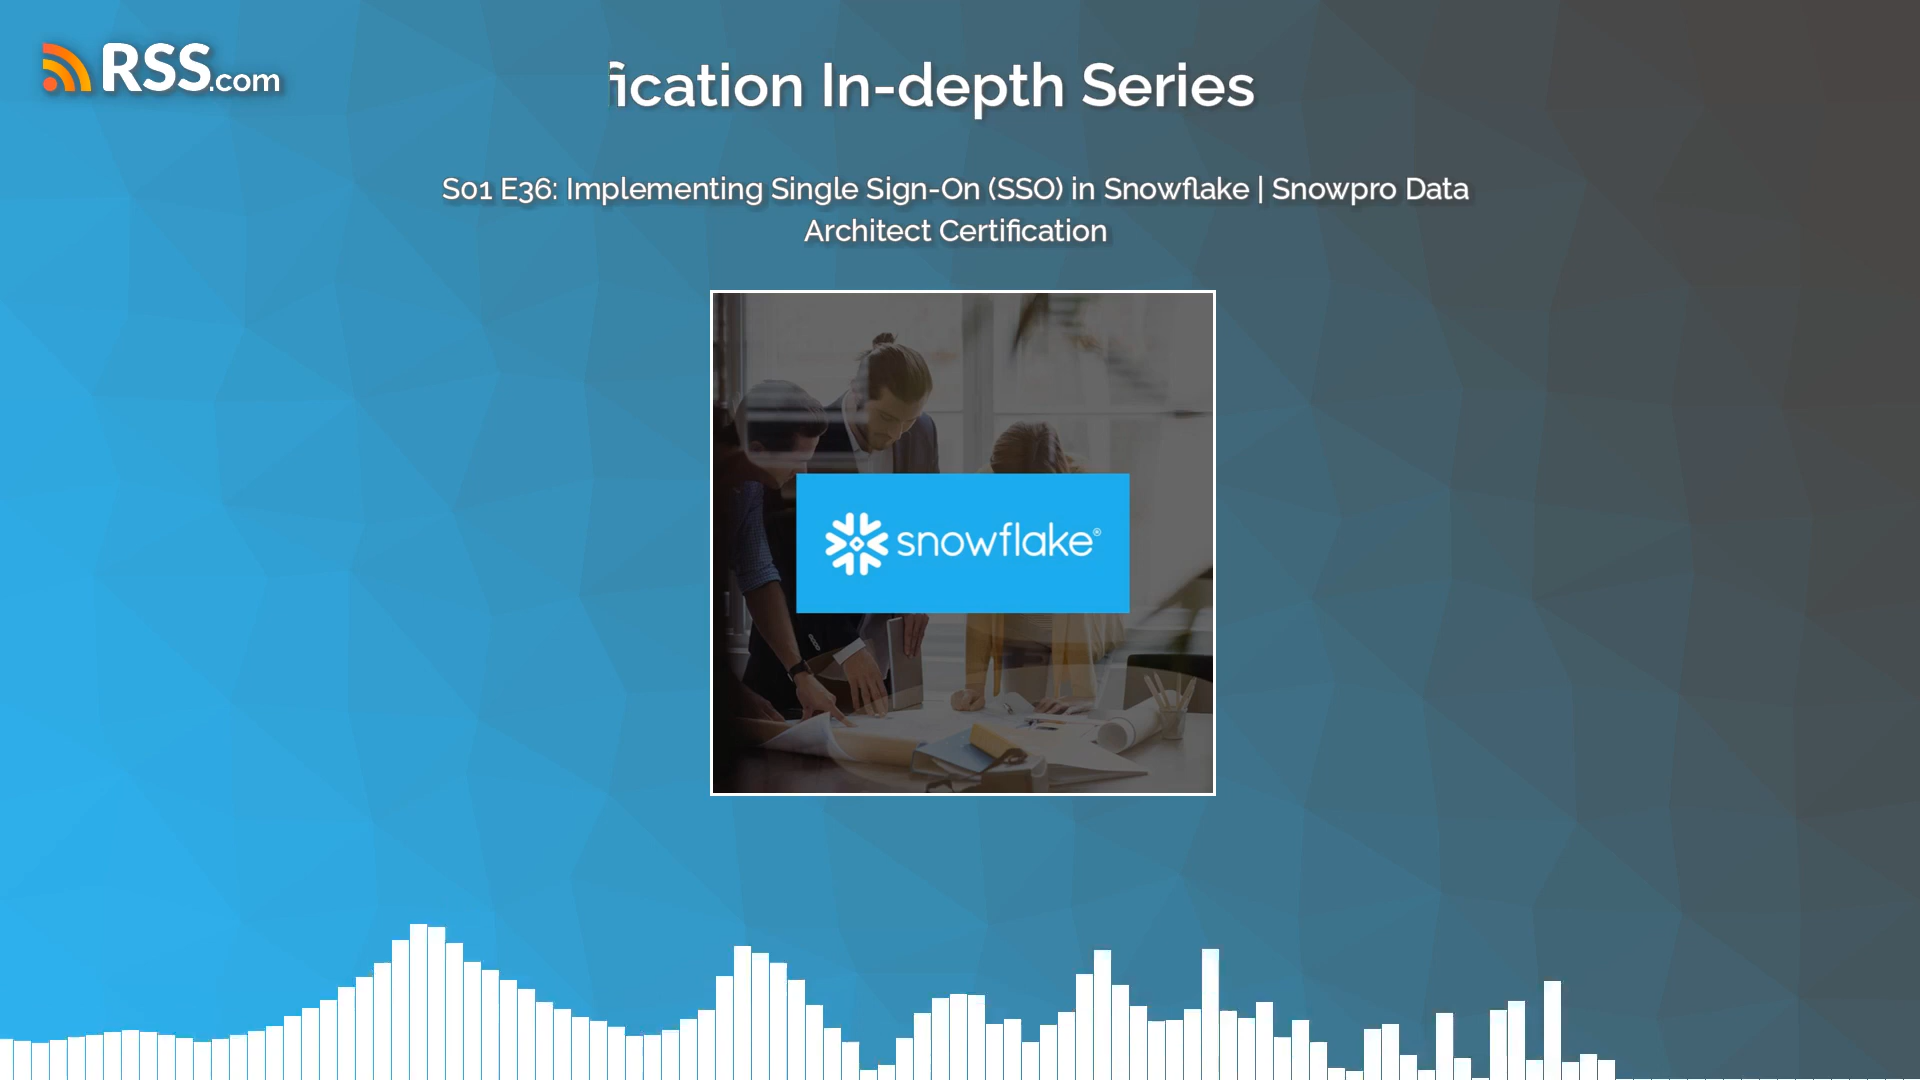 RSS.com
fication In-depth Series
S01 E36: Implementing Single Sign-On (SSO) in Snowflake | Snowpro Data
Architect Certification
snowflake®